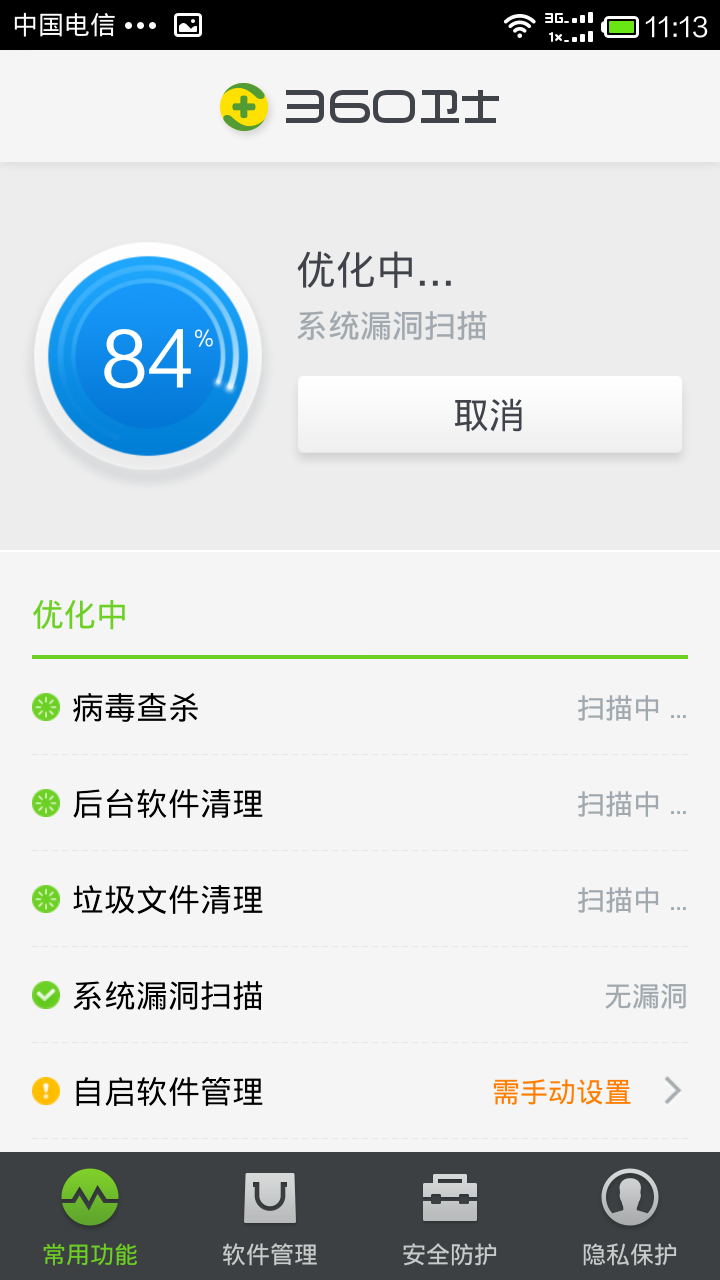 中国电信 ••• 3G 1x 11:13
360卫士
84%
优化中...
系统漏洞扫描
取消
优化中
病毒查杀 扫描中 ...
后台软件清理 扫描中 ...
垃圾文件清理 扫描中 ...
系统漏洞扫描 无漏洞
自启软件管理 需手动设置
常用功能 软件管理 安全防护 隐私保护